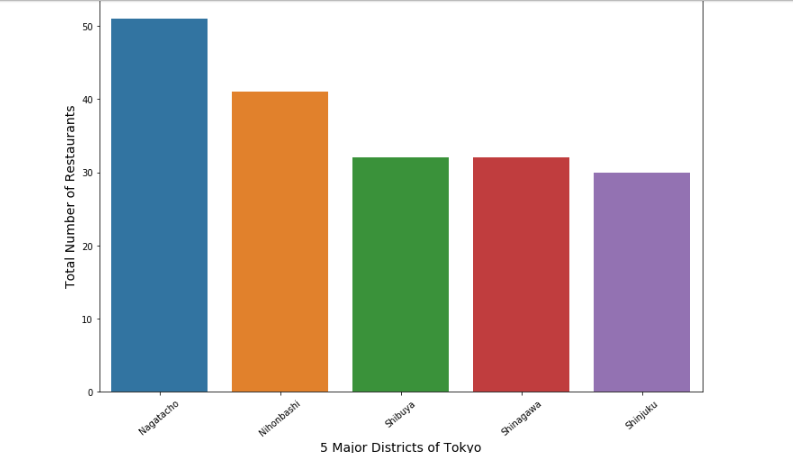 Total Number of Restaurants
50
40
30
20
10
0
Nagatacho
Nihonbashi
Shibuya
Shinagawa
Shinjuku
5 Major Districts of Tokyo